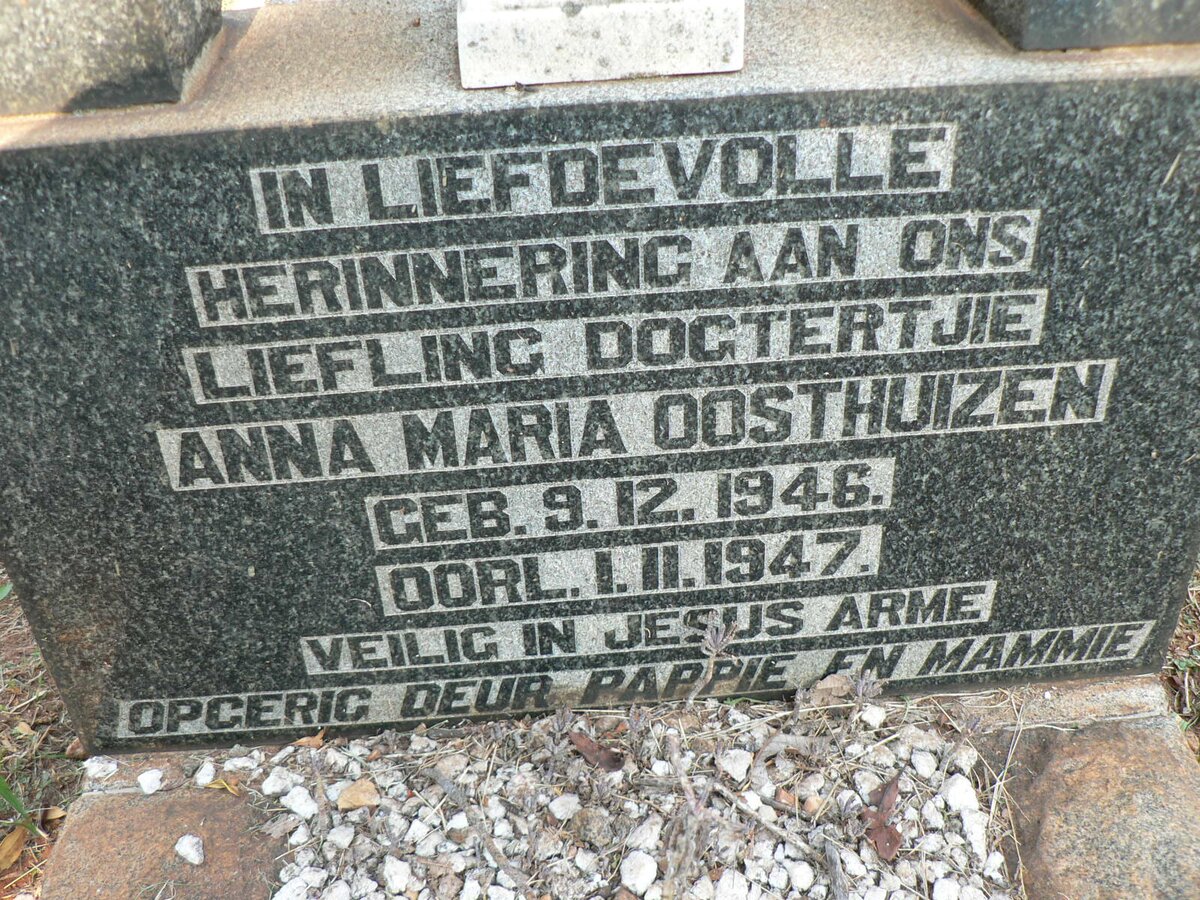 IN LIEFDEVOLLE
HERINNERING AAN ONS
LIEFLING DOGTERTJIE
ANNA MARIA OOSTHUIZEN
GEB. 9. 12. 1946.
OORL. 1. 11. 1947.
VEILIG IN JESUS ARME
OPGERIG DEUR PAPPIE EN MAMMIE